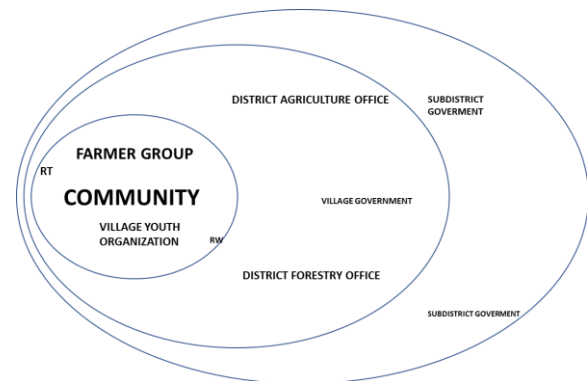 DISTRICT AGRICULTURE OFFICE
SUBDISTRICT
GOVERMENT
FARMER GROUP
RT
COMMUNITY
VILLAGE GOVERNMENT
VILLAGE YOUTH
ORGANIZATION
RW
DISTRICT FORESTRY OFFICE
SUBDISTRICT GOVERMENT